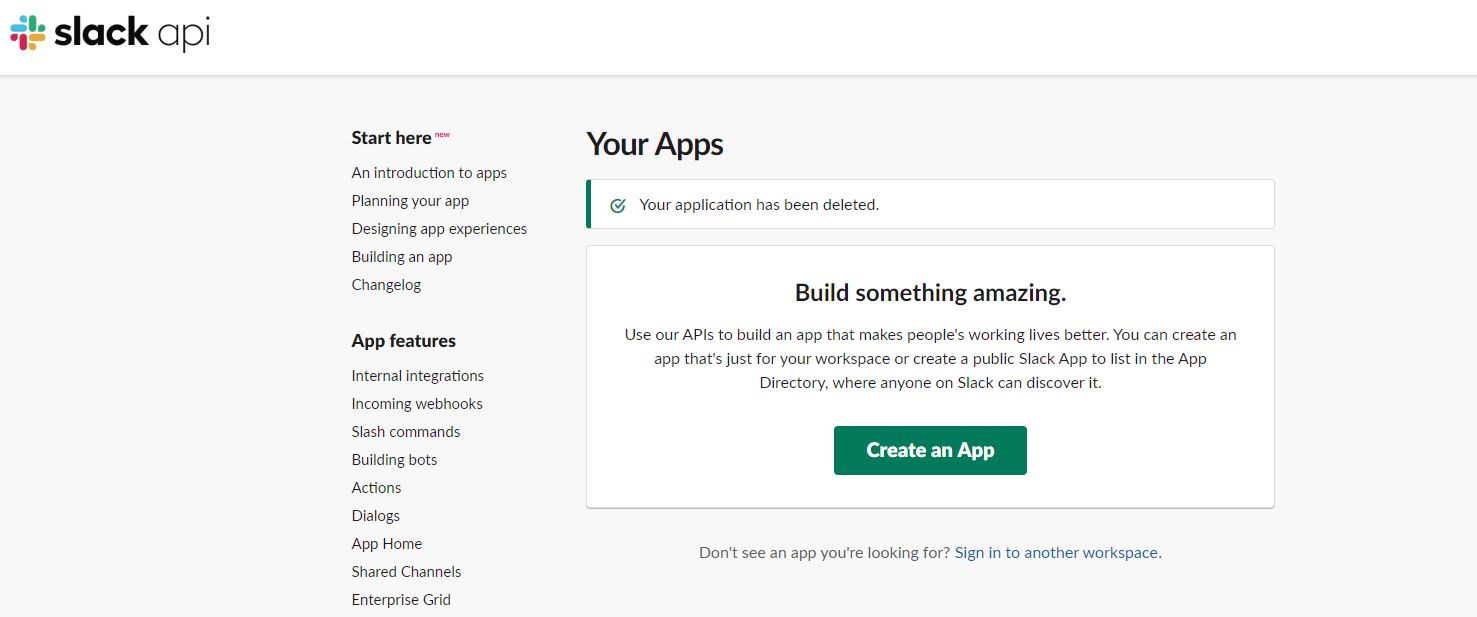 slack api
Start here new
An introduction to apps
Planning your app
Designing app experiences
Building an app
Changelog
App features
Internal integrations
Incoming webhooks
Slash commands
Building bots
Actions
Dialogs
App Home
Shared Channels
Enterprise Grid
Your Apps
Your application has been deleted.
Build something amazing.
Use our APIs to build an app that makes people's working lives better. You can create an
app that's just for your workspace or create a public Slack App to list in the App
Directory, where anyone on Slack can discover it.
Create an App
Don't see an app you're looking for? Sign in to another workspace.